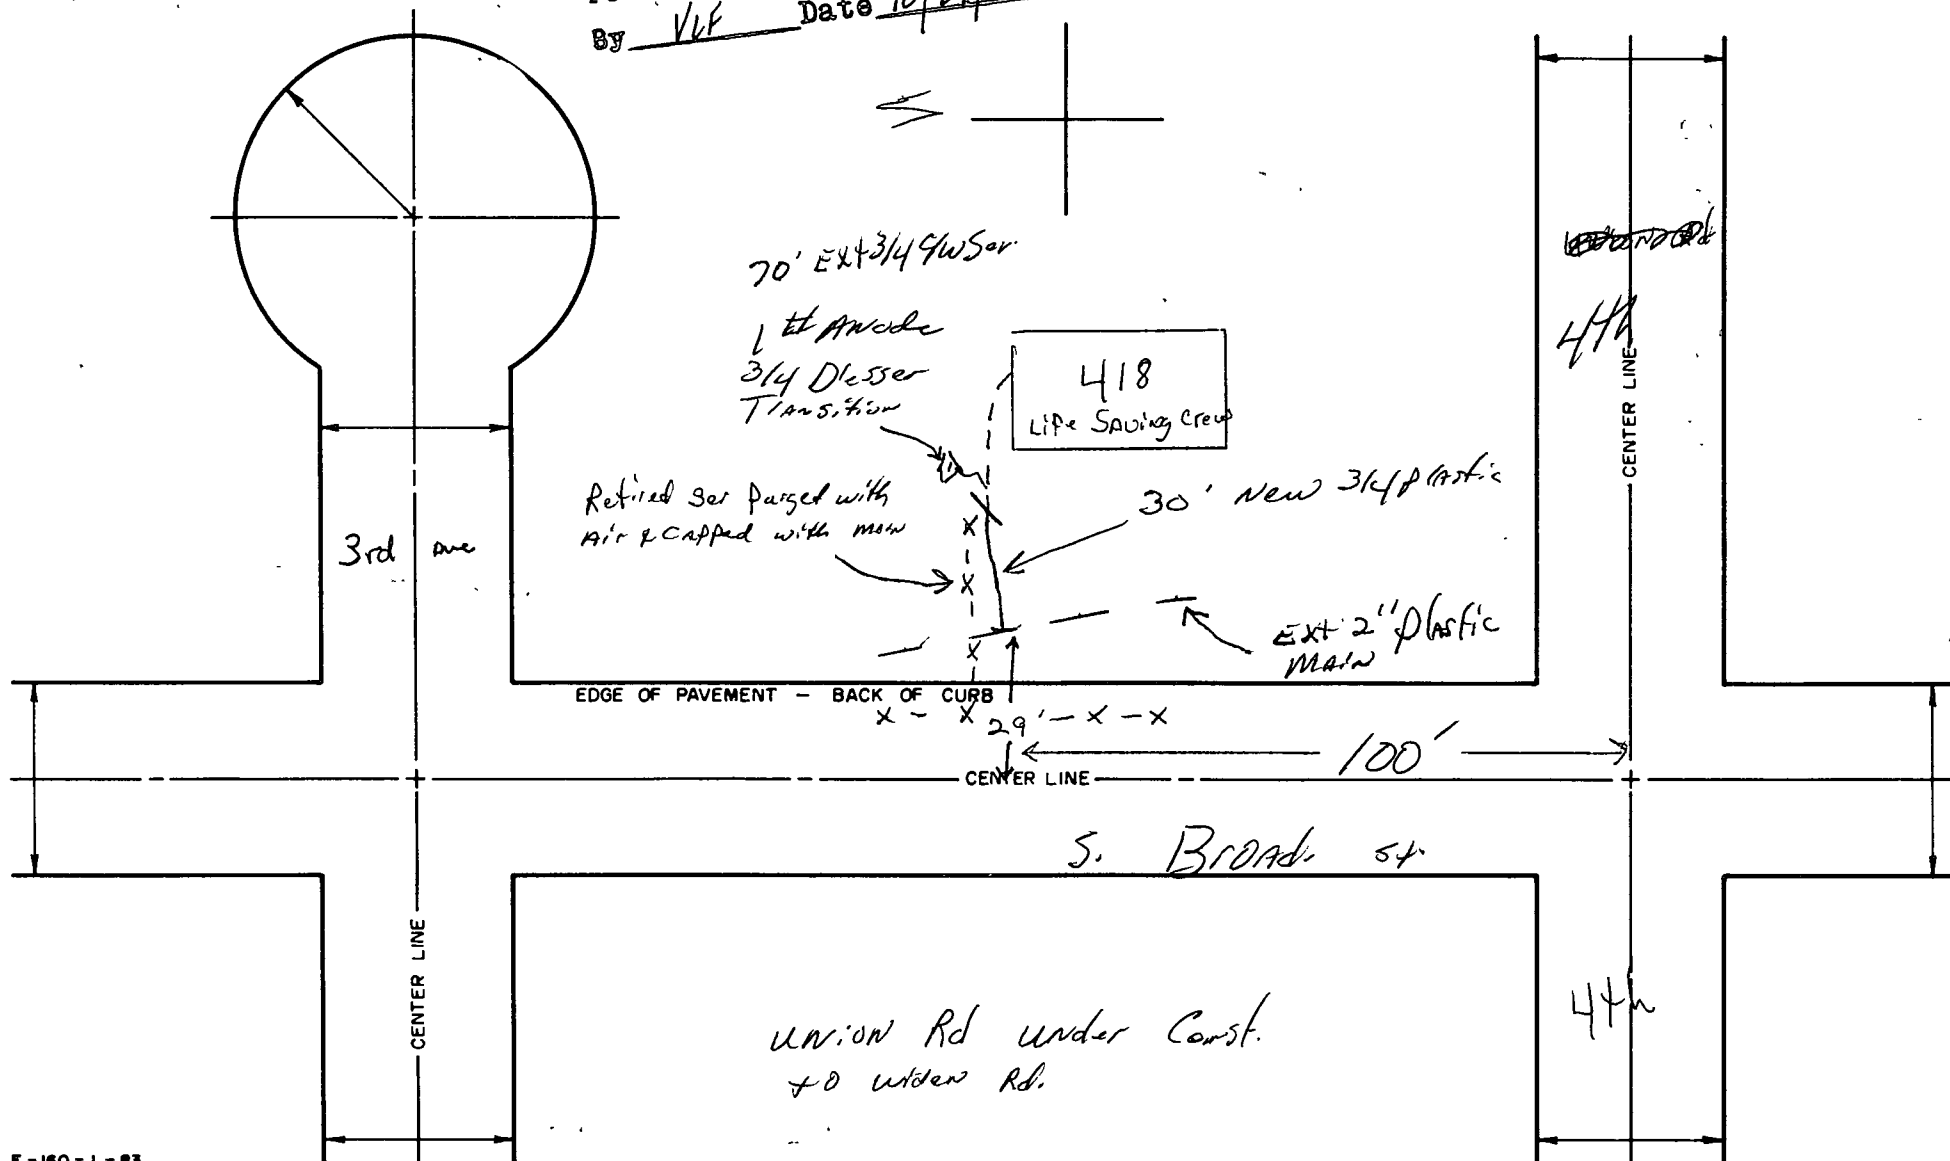 By VLF Date 10/
70' Ext 3/4 C/W Ser.
1 # Anode
3/4 Dresser
Transition
418
Life Saving Crew
Retired ser purged with
Air & Capped with main
30' New 3/4 plastic
3rd Ave
4th
CENTER LINE
Ext 2" Plastic
Main
EDGE OF PAVEMENT - BACK OF CURB
X - X 29' - X - X
100'
CENTER LINE
S. Broad. St.
CENTER LINE
4th
Union Rd under Const.
to widen Rd.